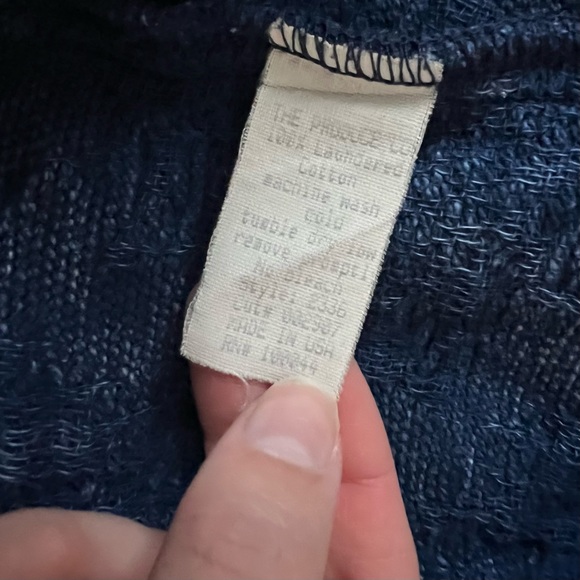 THE PRODUCE CO
100% Laundered
Cotton
machine wash
cold
tumble dry low
remove
No Bleach
Style: 2336
Cut#
MADE IN USA
RN# 100044